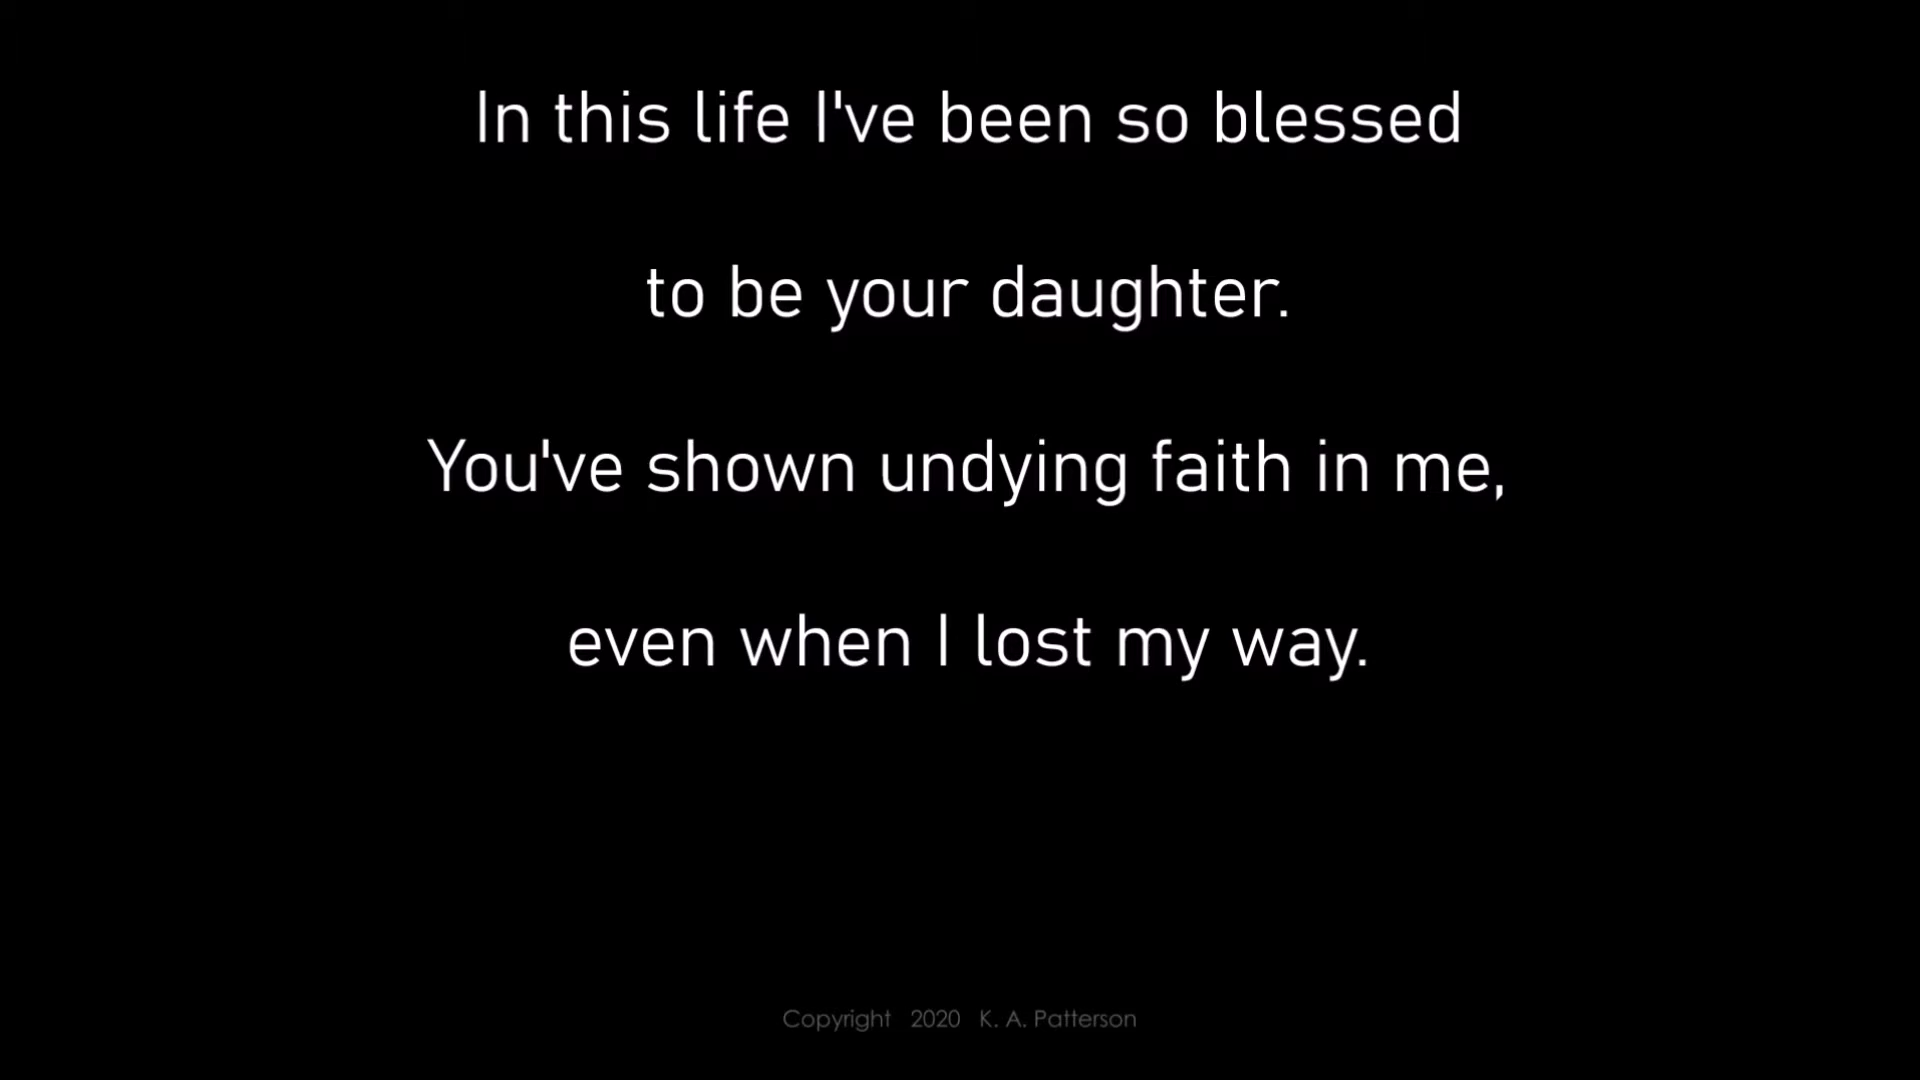 In this life I've been so blessed
to be your daughter.
You've shown undying faith in me,
even when I lost my way.
Copyright 2020 K. A. Patterson